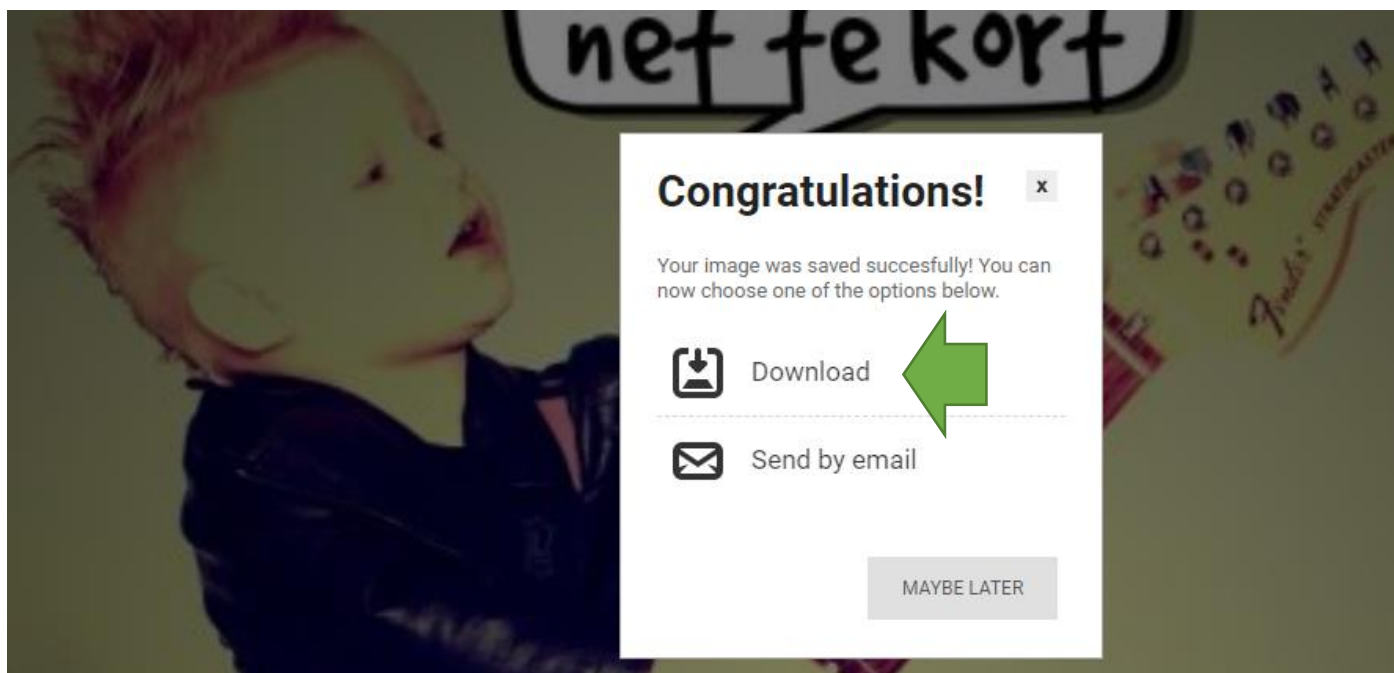 net te kort
Congratulations!
x
Your image was saved succesfully! You can
now choose one of the options below.
Download
Send by email
MAYBE LATER
Fender
STRATOCASTER